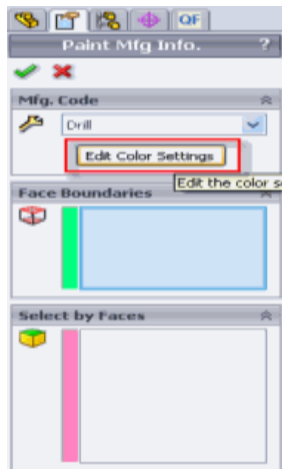 QF
Paint Mfg Info. ?
Mfg. Code
Drill
Edit Color Settings
Edit the color s
Face Boundaries
Select by Faces